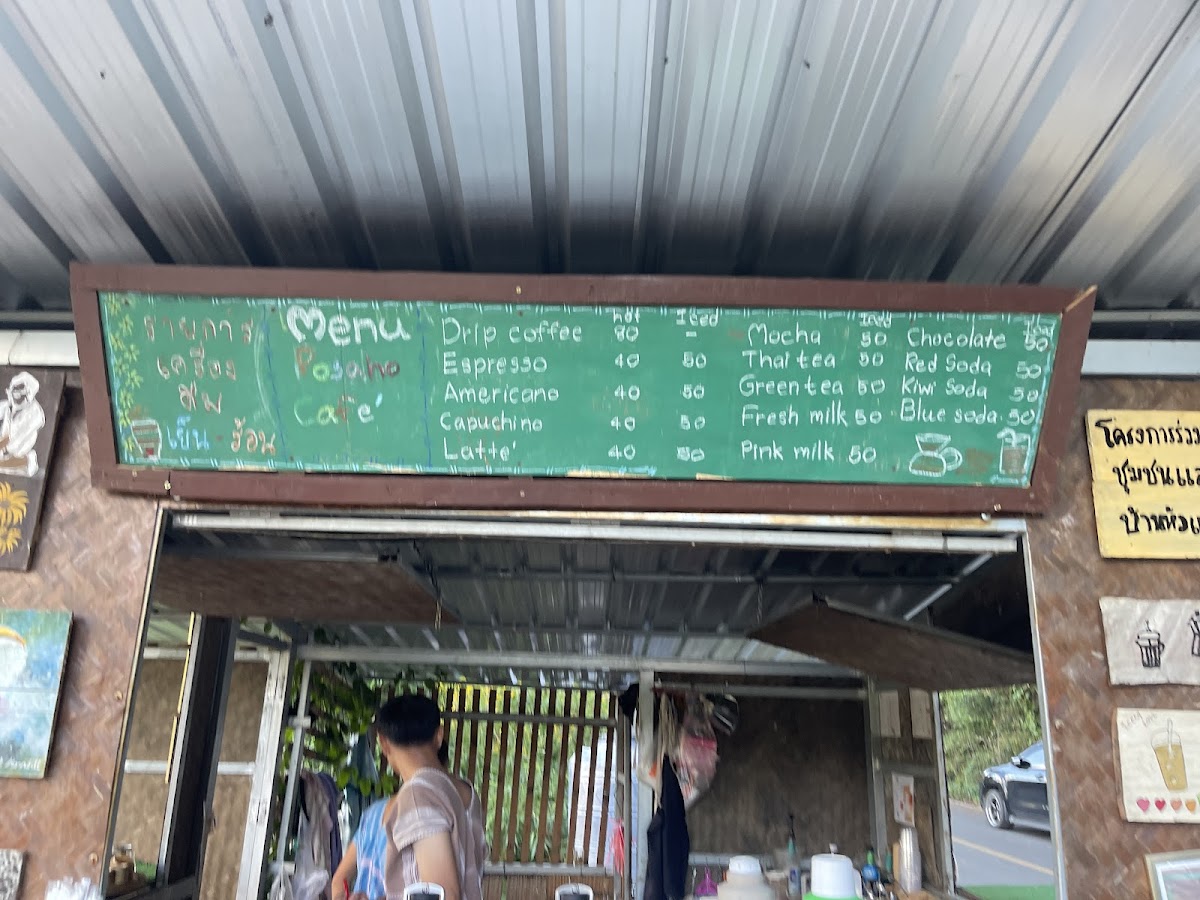 รายการ
เครื่อง
ดื่ม
เย็น - ร้อน
Menu
Posano
Cafe'
hot Iced
Drip coffee 80 –
Espresso 40 50
Americano 40 50
Capuchino 40 50
Latte' 40 50
Iced
Mocha 50
Thai tea 50
Green tea 50
Fresh milk 50
Pink milk 50
Chocolate 50
Red Soda 50
Kiwi Soda 50
Blue soda 50
โครงการร่วม
ชุมชนแล
บ้านหัว